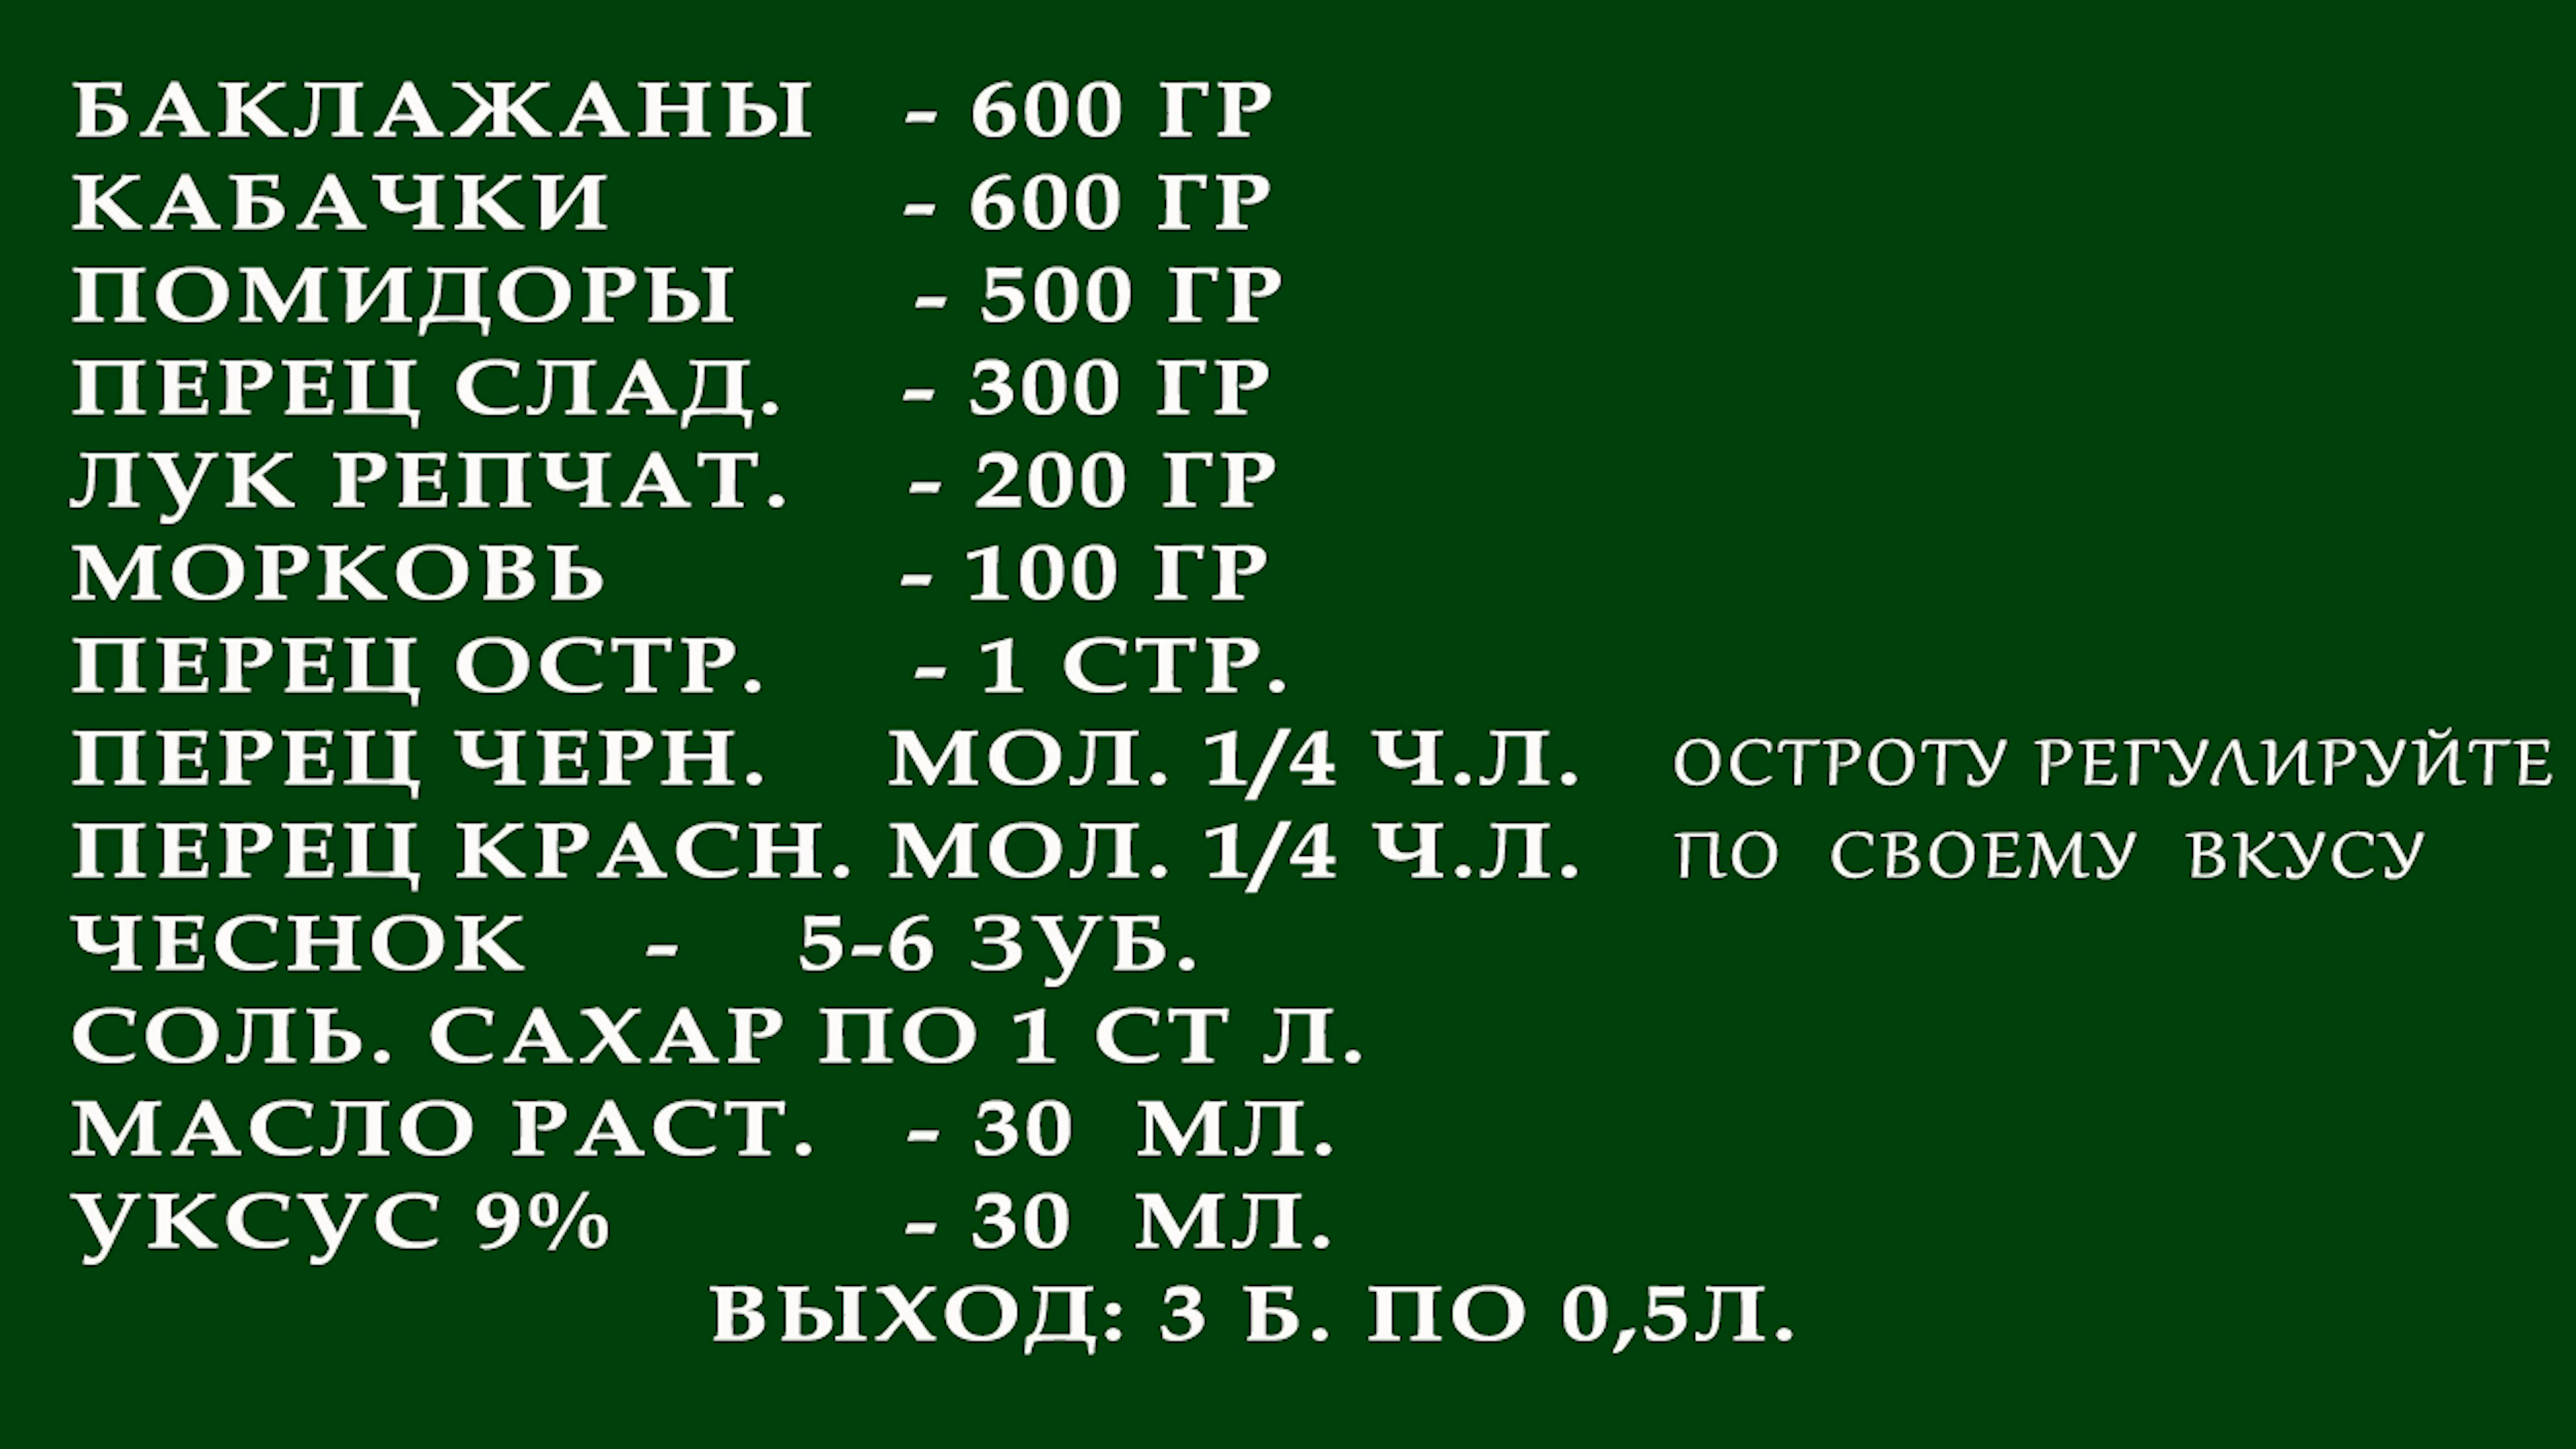 БАКЛАЖАНЫ - 600 ГР
КАБАЧКИ - 600 ГР
ПОМИДОРЫ - 500 ГР
ПЕРЕЦ СЛАД. - 300 ГР
ЛУК РЕПЧАТ. - 200 ГР
МОРКОВЬ - 100 ГР
ПЕРЕЦ ОСТР. - 1 СТР.
ПЕРЕЦ ЧЕРН. МОЛ. 1/4 Ч.Л. ОСТРОТУ РЕГУЛИРУЙТЕ
ПЕРЕЦ КРАСН. МОЛ. 1/4 Ч.Л. ПО СВОЕМУ ВКУСУ
ЧЕСНОК - 5-6 ЗУБ.
СОЛЬ. САХАР ПО 1 СТ Л.
МАСЛО РАСТ. - 30 МЛ.
УКСУС 9% - 30 МЛ.
ВЫХОД: 3 Б. ПО 0,5Л.